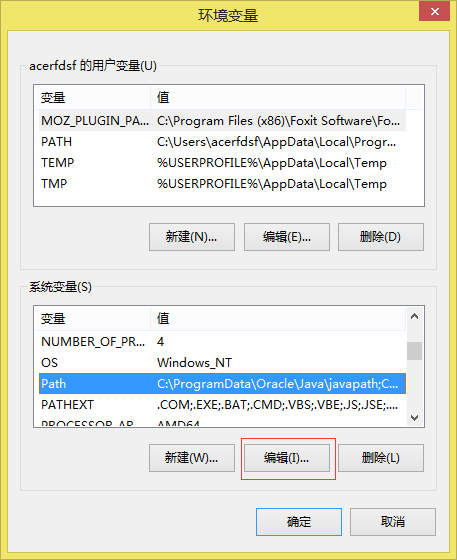 环境变量
acerfdsf 的用户变量(U)
变量 值
MOZ_PLUGIN_PA... C:\Program Files (x86)\Foxit Software\Fo...
PATH C:\Users\acerfdsf\AppData\Local\Progr...
TEMP %USERPROFILE%\AppData\Local\Temp
TMP %USERPROFILE%\AppData\Local\Temp
新建(N)... 编辑(E)... 删除(D)
系统变量(S)
变量 值
NUMBER_OF_PR... 4
OS Windows_NT
Path C:\ProgramData\Oracle\Java\javapath;C...
PATHEXT .COM;.EXE;.BAT;.CMD;.VBS;.VBE;.JS;.JSE;....
PROCESSOR_AR... AMD64
新建(W)... 编辑(I)... 删除(L)
确定 取消